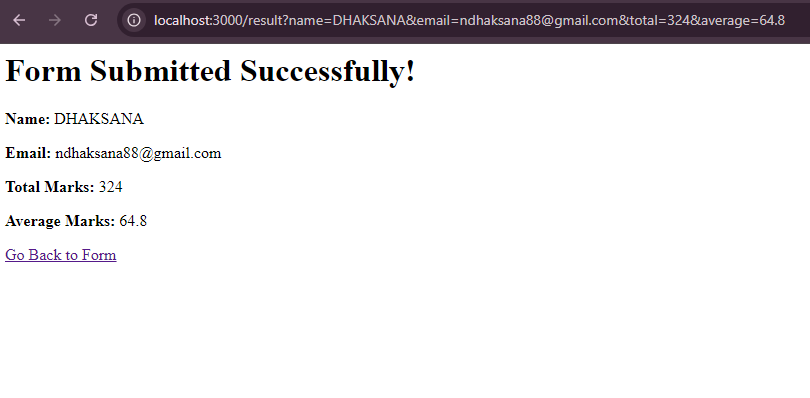 localhost:3000/result?name=DHAKSANA&email=ndhaksana88@gmail.com&total=324&average=64.8
Form Submitted Successfully!
Name: DHAKSANA
Email: ndhaksana88@gmail.com
Total Marks: 324
Average Marks: 64.8
Go Back to Form